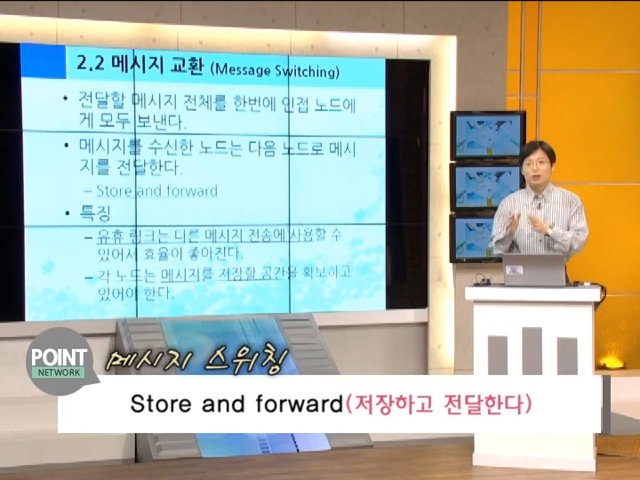 2.2 메시지 교환 (Message Switching)
• 전달할 메시지 전체를 한번에 인접 노드에
게 모두 보낸다.
• 메시지를 수신한 노드는 다음 노드로 메시
지를 전달한다.
– Store and forward
• 특징
– 유휴 링크는 다른 메시지 전송에 사용할 수
있어서 효율이 좋아진다.
– 각 노드는 메시지를 저장할 공간을 확보하고
있어야 한다.
POINT
NETWORK
메시지 스위칭
Store and forward(저장하고 전달한다)